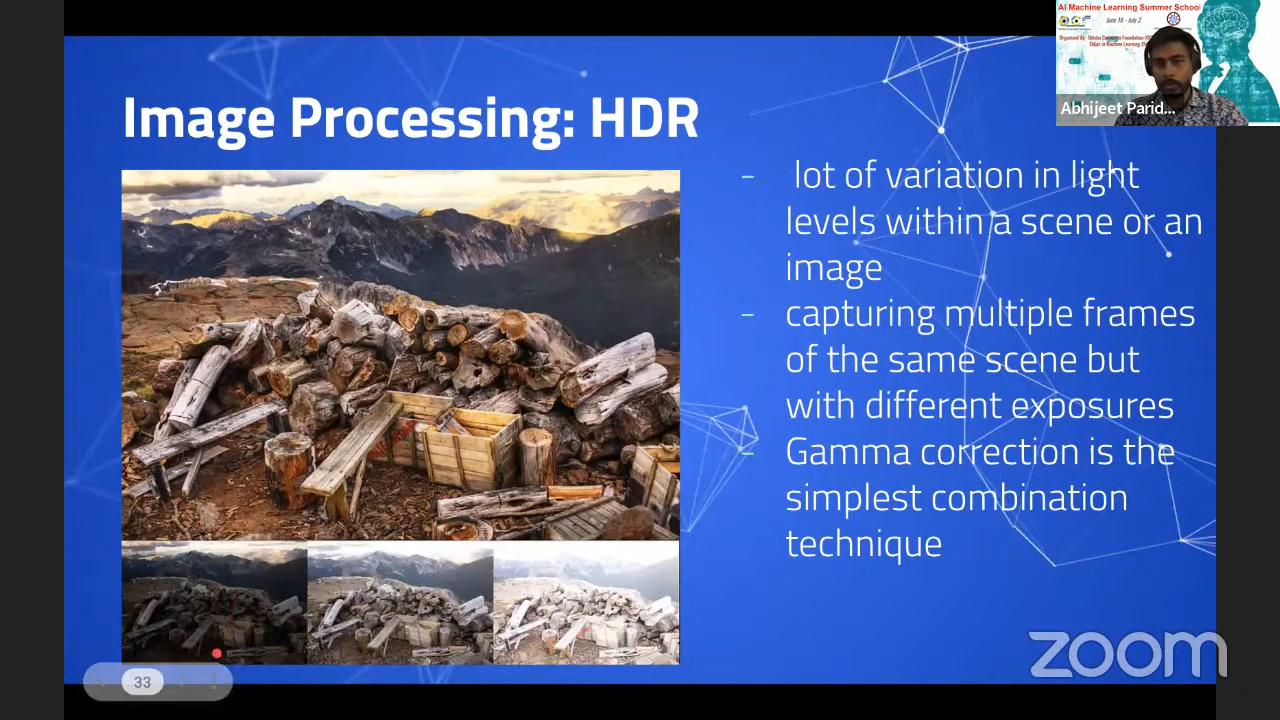 AI Machine Learning Summer School
June 18 - July 2
Abhijeet Parid...
Image Processing: HDR
- lot of variation in light
levels within a scene or an
image
- capturing multiple frames
of the same scene but
with different exposures
- Gamma correction is the
simplest combination
technique
33
zoom